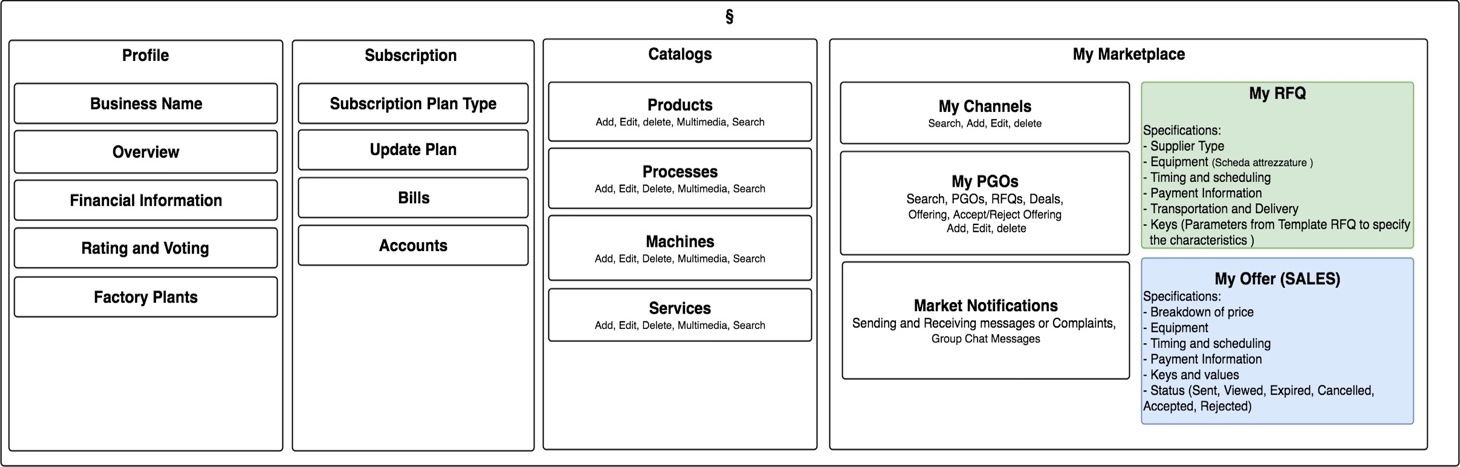 §
Profile
Business Name
Overview
Financial Information
Rating and Voting
Factory Plants
Subscription
Subscription Plan Type
Update Plan
Bills
Accounts
Catalogs
Products
Add, Edit, delete, Multimedia, Search
Processes
Add, Edit, Delete, Multimedia, Search
Machines
Add, Edit, Delete, Multimedia, Search
Services
Add, Edit, Delete, Multimedia, Search
My Marketplace
My Channels
Search, Add, Edit, delete
My PGOs
Search, PGOs, RFQs, Deals,
Offering, Accept/Reject Offering
Add, Edit, delete
Market Notifications
Sending and Receiving messages or Complaints,
Group Chat Messages
My RFQ
Specifications:
- Supplier Type
- Equipment (Scheda attrezzature )
- Timing and scheduling
- Payment Information
- Transportation and Delivery
- Keys (Parameters from Template RFQ to specify
the characteristics )
My Offer (SALES)
Specifications:
- Breakdown of price
- Equipment
- Timing and scheduling
- Payment Information
- Keys and values
- Status (Sent, Viewed, Expired, Cancelled,
Accepted, Rejected)